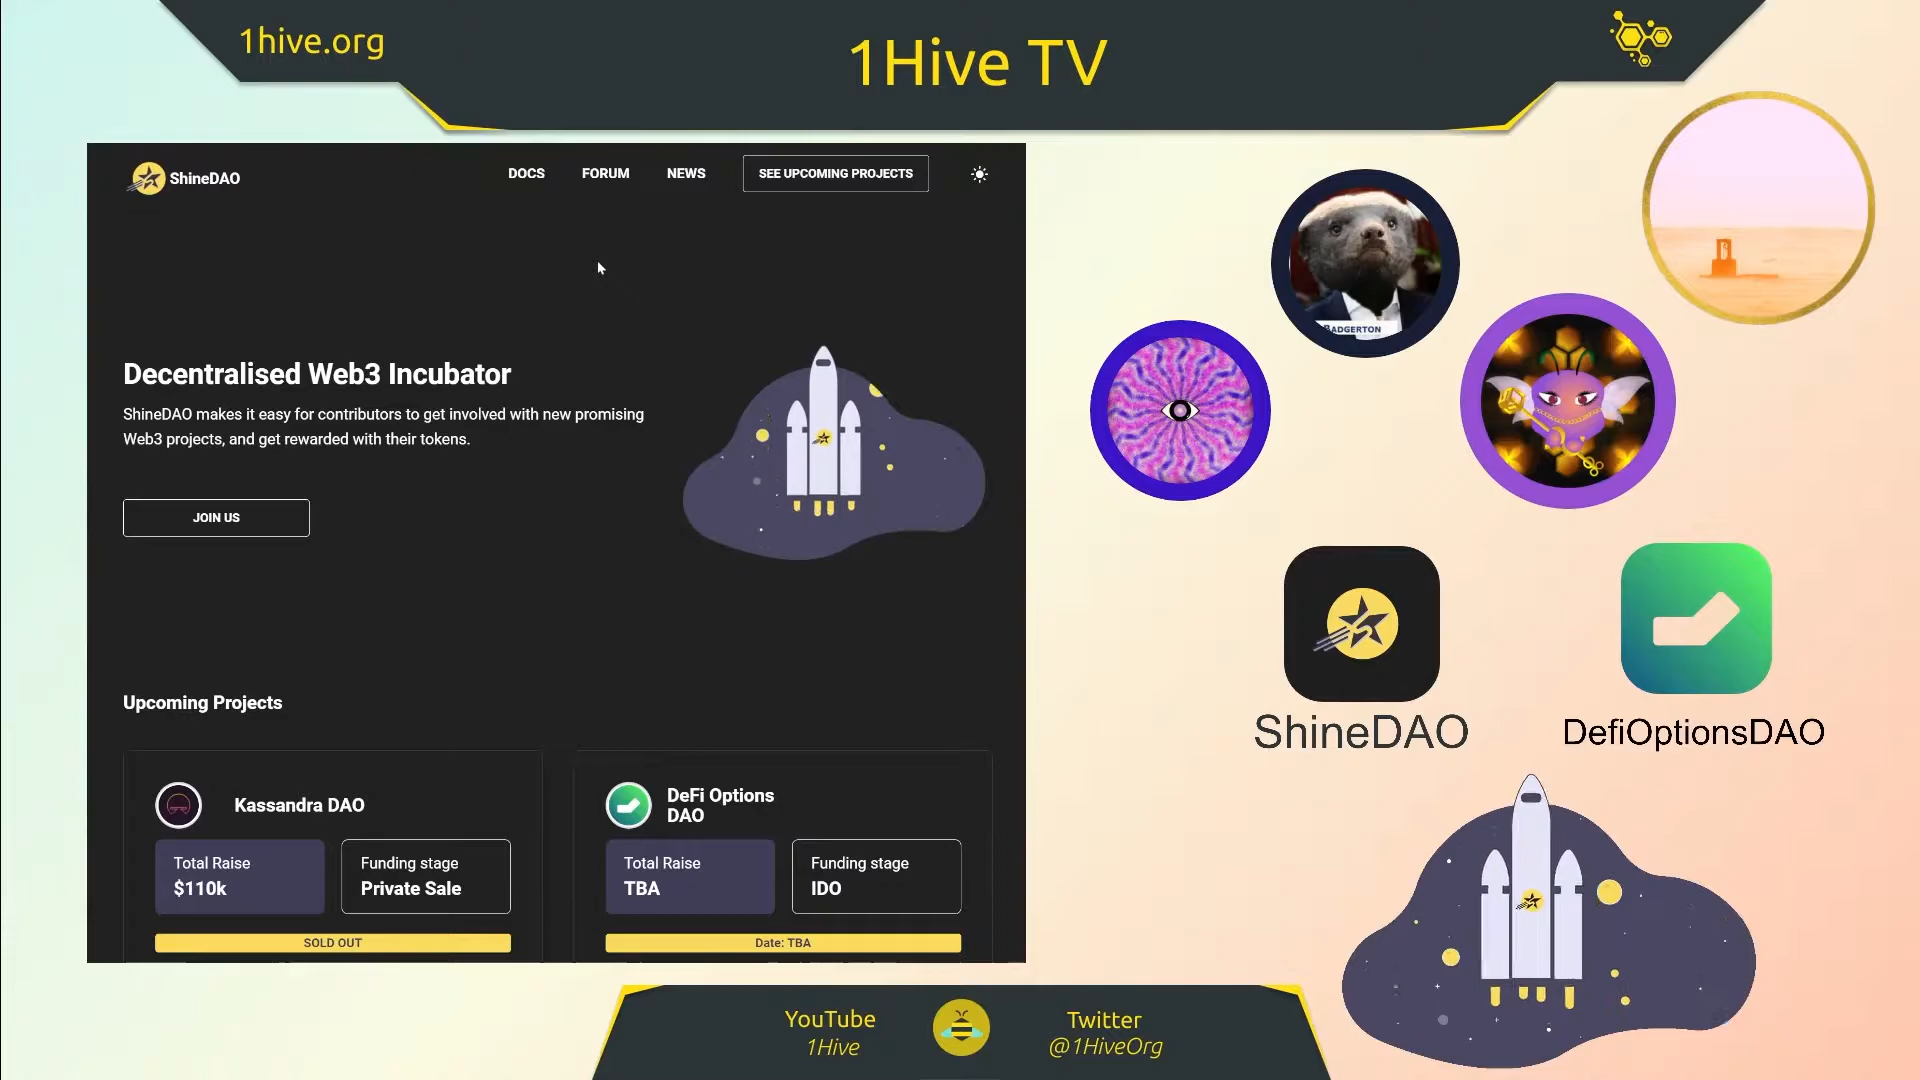 1hive.org
1Hive TV
ShineDAO
DOCS
FORUM
NEWS
SEE UPCOMING PROJECTS
Decentralised Web3 Incubator
ShineDAO makes it easy for contributors to get involved with new promising
Web3 projects, and get rewarded with their tokens.
JOIN US
Upcoming Projects
Kassandra DAO
Total Raise
$110k
Funding stage
Private Sale
SOLD OUT
DeFi Options
DAO
Total Raise
TBA
Funding stage
IDO
Date: TBA
BADGERTON
ShineDAO
DefiOptionsDAO
YouTube
1Hive
Twitter
@1HiveOrg